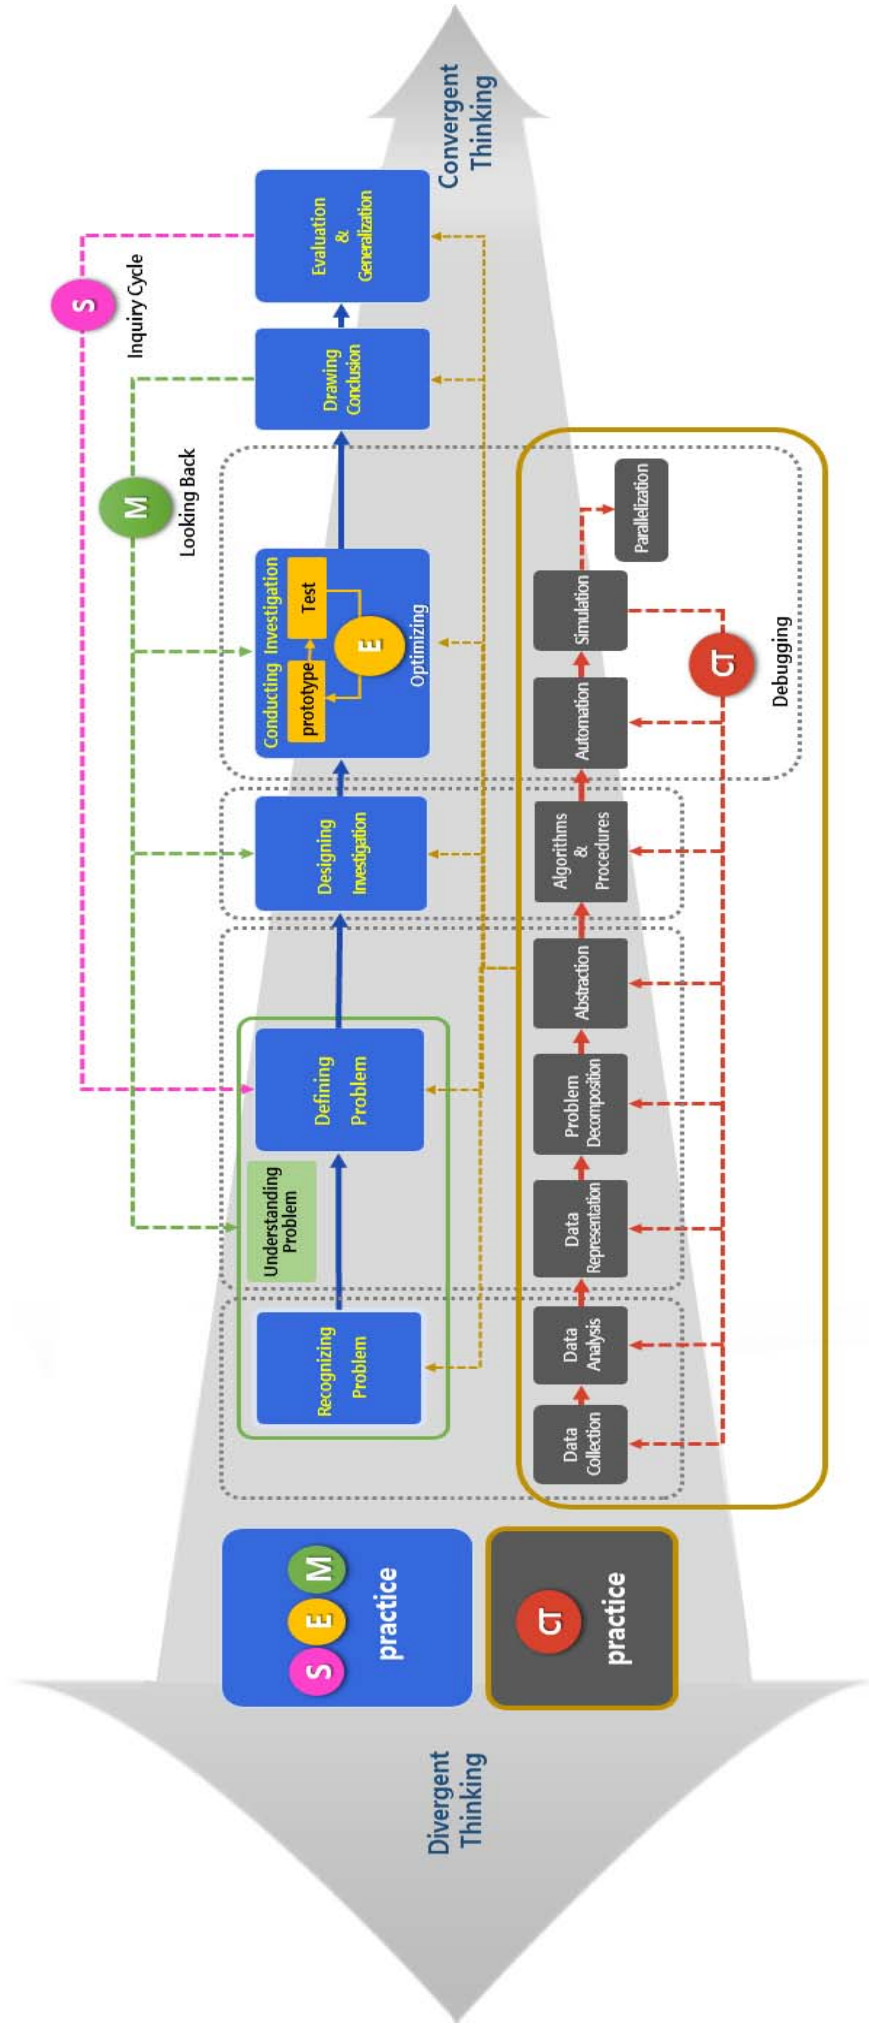 Divergent
Thinking
S
E
M
practice
CT
practice
S
Inquiry Cycle
M
Looking Back
Understanding
Problem
Recognizing
Problem
Defining
Problem
Designing
Investigation
Conducting Investigation
prototype
Test
E
Optimizing
Drawing
Conclusion
Evaluation
&
Generalization
Data
Collection
Data
Analysis
Data
Representation
Problem
Decomposition
Abstraction
Algorithms
&
Procedures
Automation
Simulation
Parallelization
CT
Debugging
Convergent
Thinking